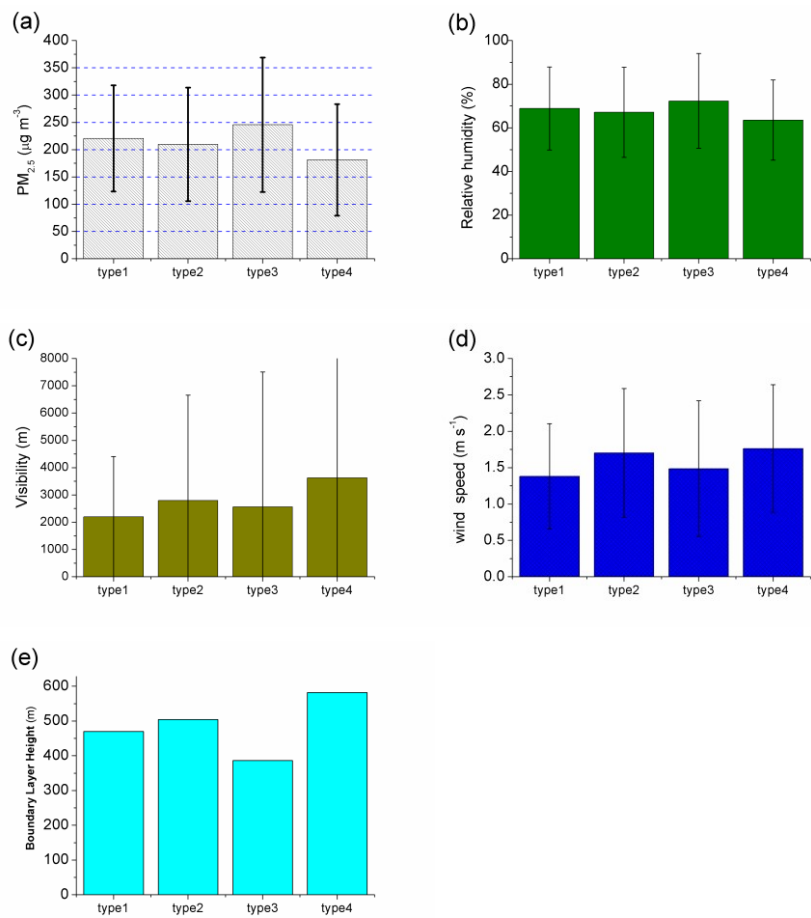 (a)
PM2.5 (μg m-3)
400
350
300
250
200
150
100
50
0
type1 type2 type3 type4
(b)
Relative humidity (%)
100
80
60
40
20
0
type1 type2 type3 type4
(c)
Visibility (m)
8000
7000
6000
5000
4000
3000
2000
1000
0
type1 type2 type3 type4
(d)
wind speed (m s-1)
3.0
2.5
2.0
1.5
1.0
0.5
0.0
type1 type2 type3 type4
(e)
Boundary Layer Height (m)
600
500
400
300
200
100
0
type1 type2 type3 type4